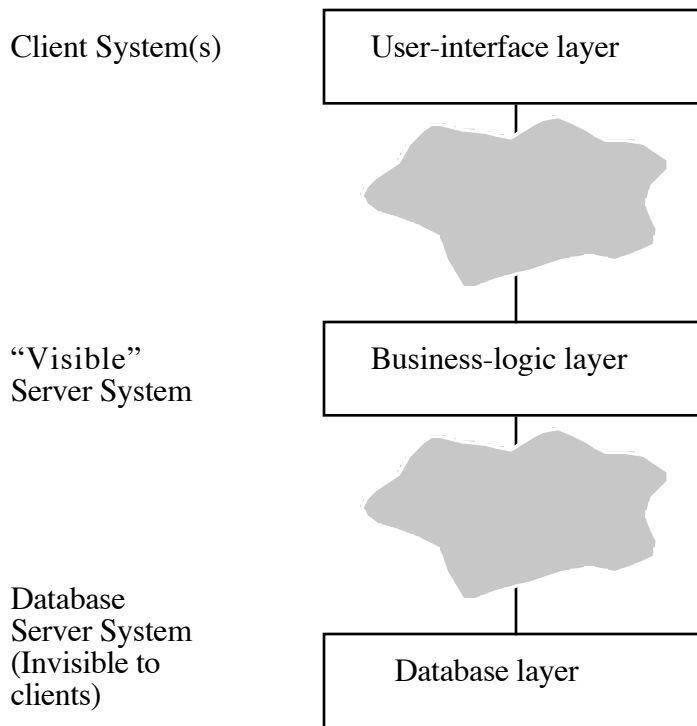 Client System(s)
User-interface layer
“Visible”
Server System
Business-logic layer
Database
Server System
(Invisible to
clients)
Database layer